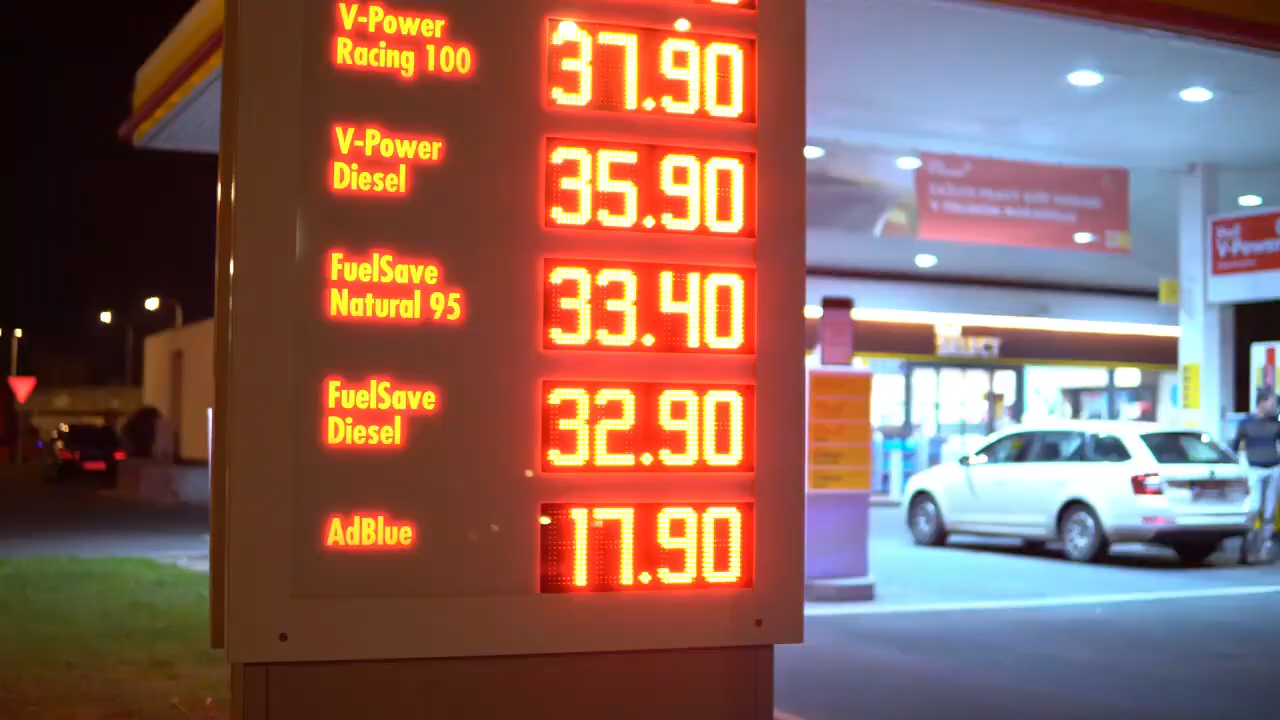 V-Power
Racing 100
37.90
V-Power
Diesel
35.90
FuelSave
Natural 95
33.40
FuelSave
Diesel
32.90
AdBlue
17.90
V-Power